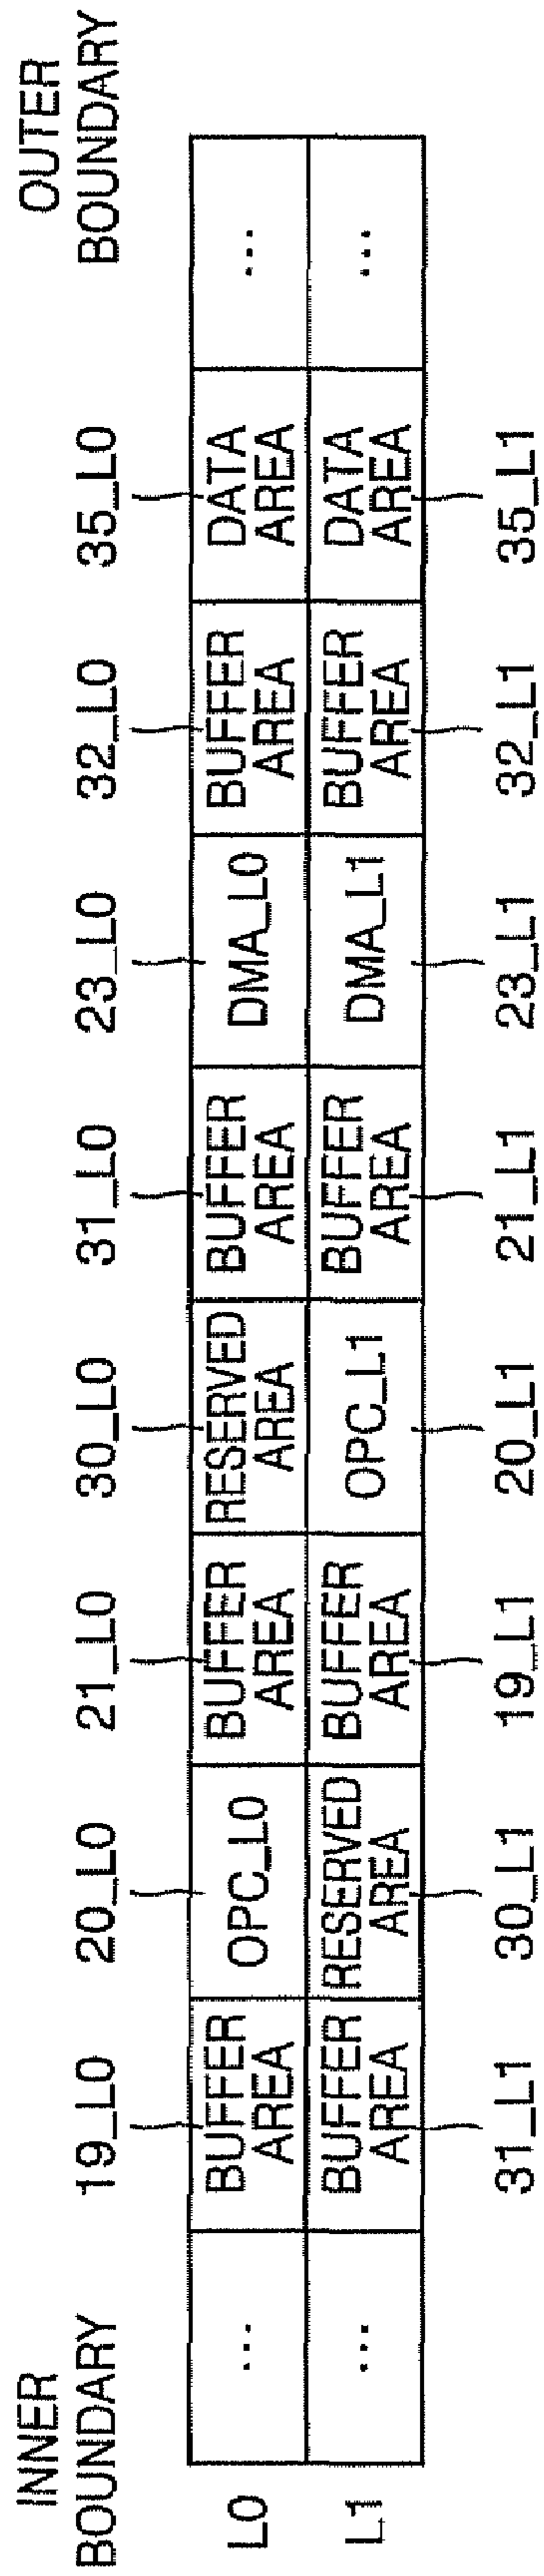 INNER
BOUNDARY
OUTER
BOUNDARY
19_L0
20_L0
21_L0
30_L0
31_L0
23_L0
32_L0
35_L0
L0
...
BUFFER
AREA
OPC_L0
BUFFER
AREA
RESERVED
AREA
BUFFER
AREA
DMA_L0
BUFFER
AREA
DATA
AREA
...
L1
...
BUFFER
AREA
RESERVED
AREA
BUFFER
AREA
OPC_L1
BUFFER
AREA
DMA_L1
BUFFER
AREA
DATA
AREA
...
31_L1
30_L1
19_L1
20_L1
21_L1
23_L1
32_L1
35_L1